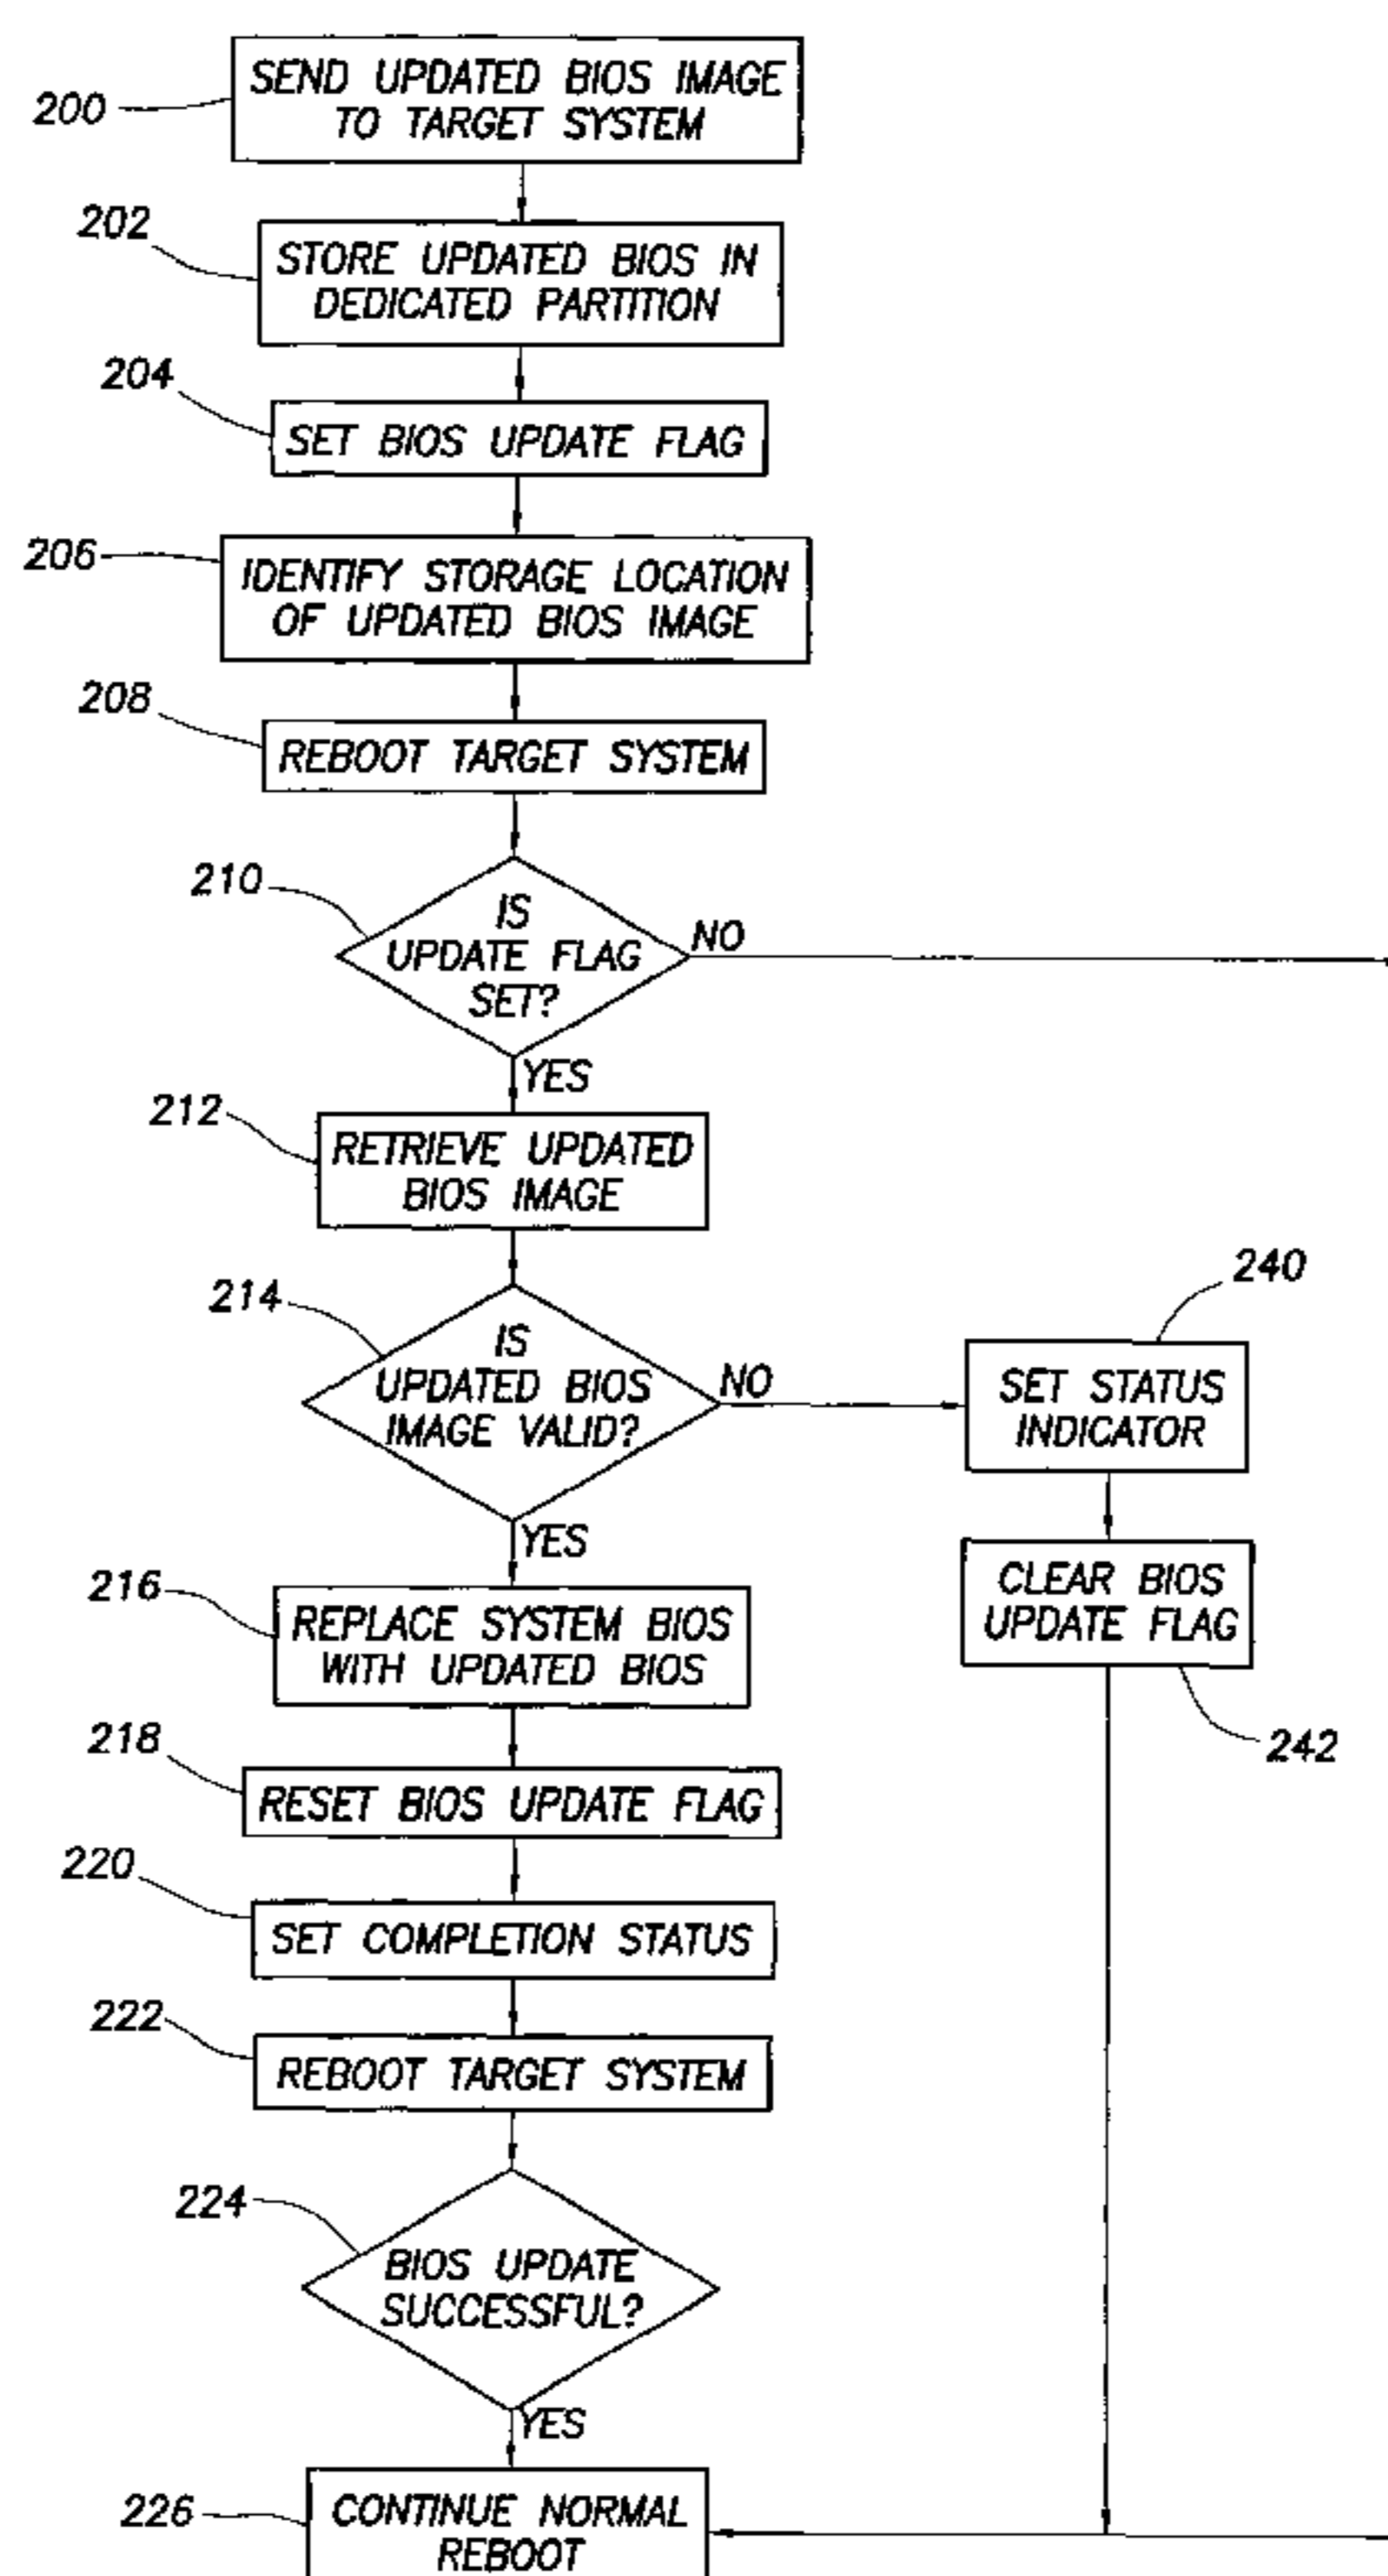 200
SEND UPDATED BIOS IMAGE
TO TARGET SYSTEM
202
STORE UPDATED BIOS IN
DEDICATED PARTITION
204
SET BIOS UPDATE FLAG
206
IDENTIFY STORAGE LOCATION
OF UPDATED BIOS IMAGE
208
REBOOT TARGET SYSTEM
210
IS
UPDATE FLAG
SET?
NO
YES
212
RETRIEVE UPDATED
BIOS IMAGE
214
IS
UPDATED BIOS
IMAGE VALID?
NO
240
SET STATUS
INDICATOR
CLEAR BIOS
UPDATE FLAG
242
YES
216
REPLACE SYSTEM BIOS
WITH UPDATED BIOS
218
RESET BIOS UPDATE FLAG
220
SET COMPLETION STATUS
222
REBOOT TARGET SYSTEM
224
BIOS UPDATE
SUCCESSFUL?
YES
226
CONTINUE NORMAL
REBOOT